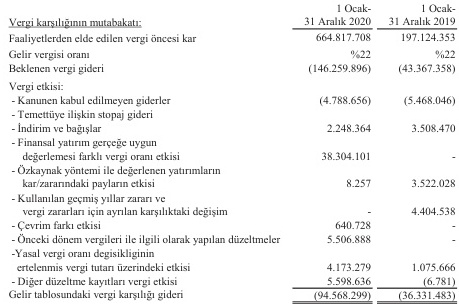 1 Ocak- 1 Ocak-
Vergi karşılığının mutabakatı: 31 Aralık 2020 31 Aralık 2019
Faaliyetlerden elde edilen vergi öncesi kar 664.817.708 197.124.353
Gelir vergisi oranı %22 %22
Beklenen vergi gideri (146.259.896) (43.367.358)
Vergi etkisi:
- Kanunen kabul edilmeyen giderler (4.788.656) (5.468.046)
- Temettüye ilişkin stopaj gideri
- İndirim ve bağışlar 2.248.364 3.508.470
- Finansal yatırım gerçeğe uygun
değerlemesi farklı vergi oranı etkisi 38.304.101 -
- Özkaynak yöntemi ile değerlenen yatırımların
kar/zararındaki payların etkisi 8.257 3.522.028
- Kullanılan geçmiş yıllar zararı ve
vergi zararları için ayrılan karşılıktaki değişim - 4.404.538
- Çevrim farkı etkisi 640.728 -
- Önceki dönem vergileri ile ilgili olarak yapılan düzeltmeler 5.506.888 -
-Yasal vergi oranı degisikliginin
ertelenmis vergi tutarı üzerindeki etkisi 4.173.279 1.075.666
- Diğer düzeltme kayıtları vergi etkisi 5.598.636 (6.781)
Gelir tablosundaki vergi karşılığı gideri (94.568.299) (36.331.483)